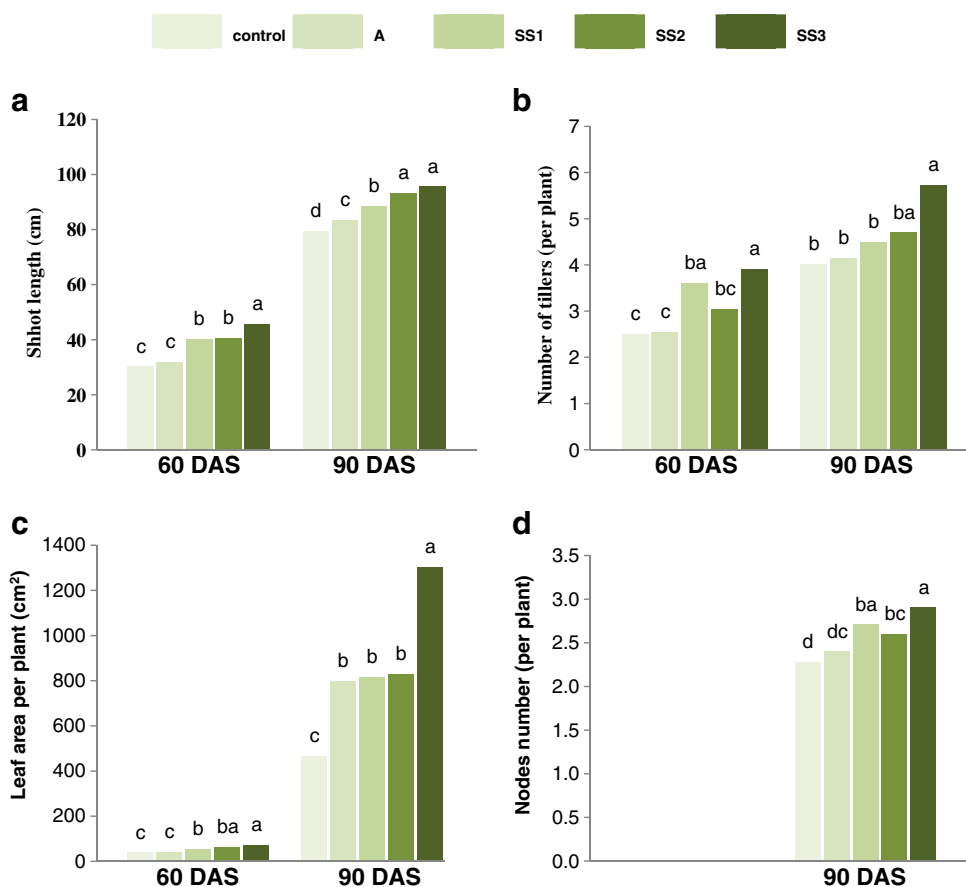 control A SS1 SS2 SS3
a
120
100
80
60
40
20
0
Shhot length (cm)
c c b b a
d c b a a
60 DAS 90 DAS
b
7
6
5
4
3
2
1
0
Number of tillers (per plant)
c c ba bc a
b b b ba a
60 DAS 90 DAS
c
1400
1200
1000
800
600
400
200
0
Leaf area per plant (cm²)
c c b ba a
c b b b a
60 DAS 90 DAS
d
3.5
3.0
2.5
2.0
1.5
1.0
0.5
0.0
Nodes number (per plant)
d dc ba bc a
90 DAS